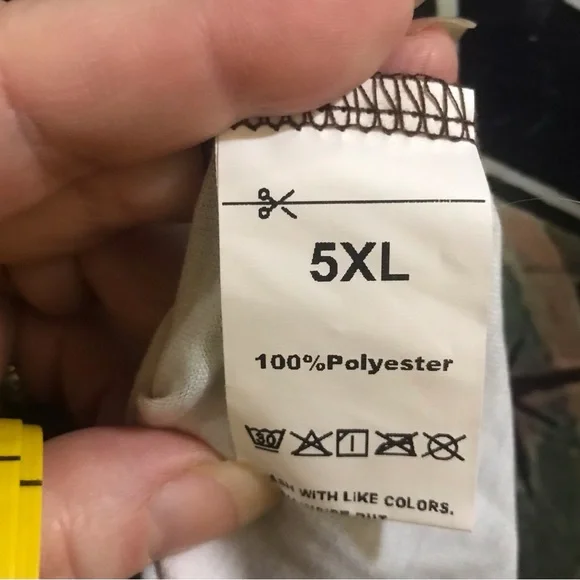 5XL
100%Polyester
30
WITH LIKE COLORS.